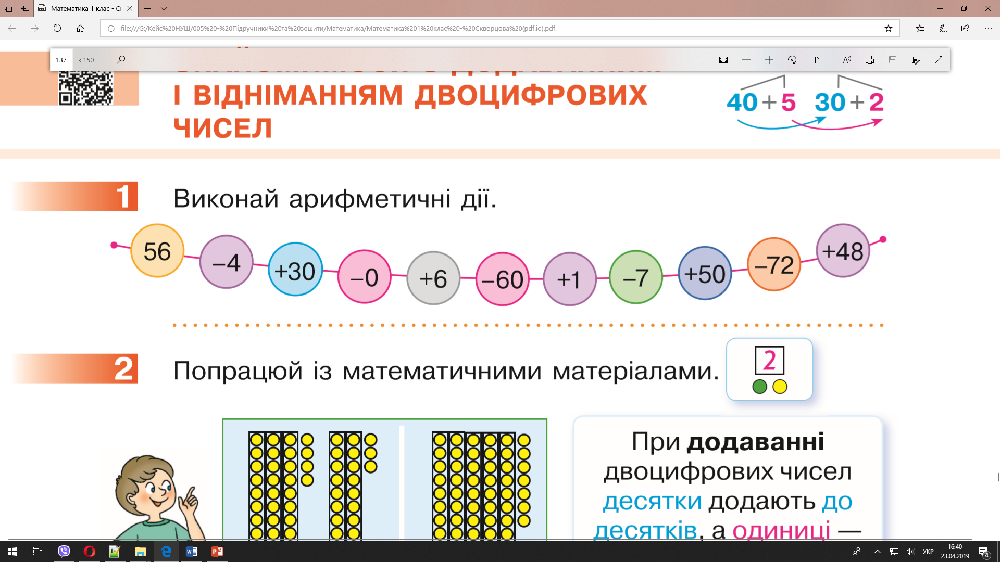 Математика 1 клас - Ск
file:///G:/Кейс%20НУШ/005%20-%20Підручники%20та%20зошити/Математика/Математика%201%20клас%20-%20Скворцова%20(pdf.io).pdf
137 з 150
І ВІДНІМАННЯМ ДВОЦИФРОВИХ
ЧИСЕЛ
40 + 5 30 + 2
1 Виконай арифметичні дії.
56 –4 +30 –0 +6 –60 +1 –7 +50 –72 +48
2 Попрацюй із математичними матеріалами.
2
При додаванні
двоцифрових чисел
десятки додають до
десятків, а одиниці —
УКР
16:40
23.04.2019
4